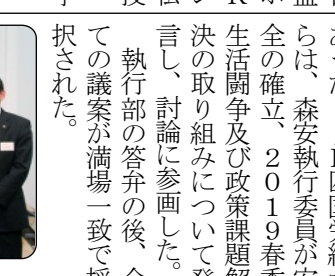 らは、森安執行委員が安
全の確立、２０１９春季
生活闘争及び政策課題解
決の取り組みについて発
言し、討論に参画した。
執行部の答弁の後、全
ての議案が満場一致で採
択された。